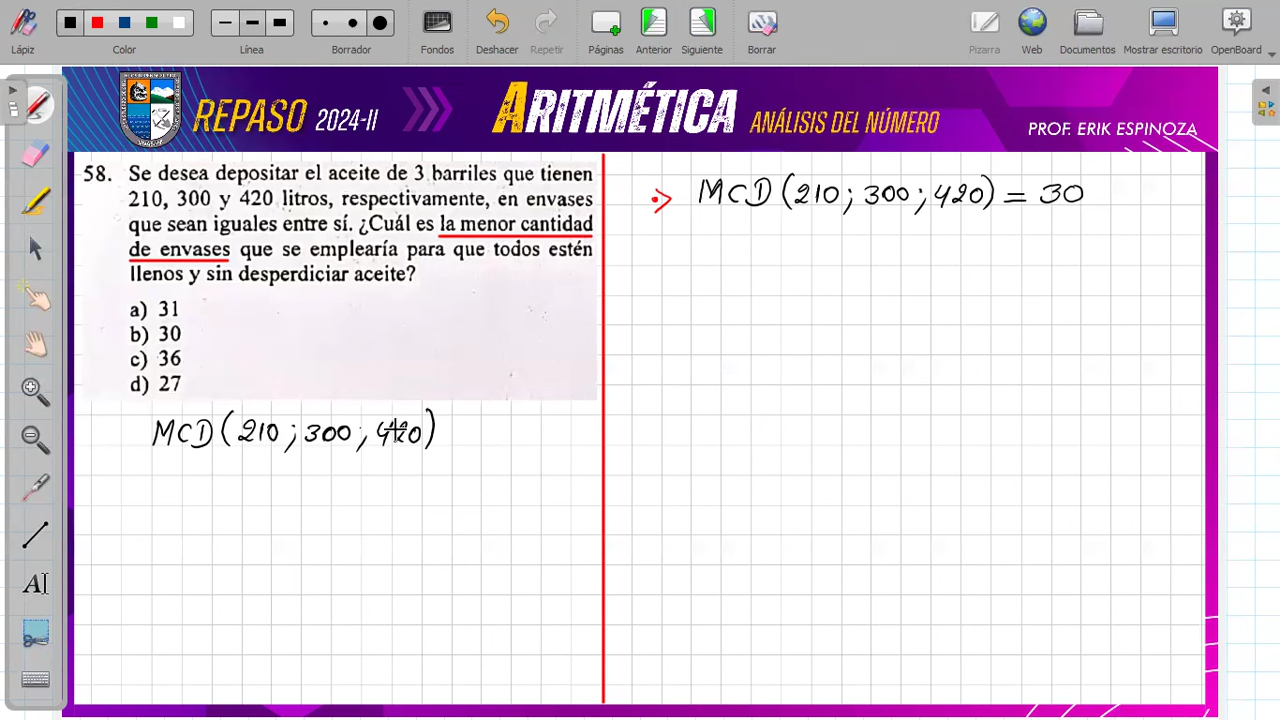 Lápiz
Color
Línea
Borrador
Fondos
Deshacer
Repetir
Páginas
Anterior
Siguiente
Borrar
Pizarra
Web
Documentos
Mostrar escritorio
OpenBoard
REPASO 2024-II
ARITMÉTICA
ANÁLISIS DEL NÚMERO
PROF. ERIK ESPINOZA
58. Se desea depositar el aceite de 3 barriles que tienen
210, 300 y 420 litros, respectivamente, en envases
que sean iguales entre sí. ¿Cuál es la menor cantidad
de envases que se emplearía para que todos estén
llenos y sin desperdiciar aceite?
a) 31
b) 30
c) 36
d) 27
MCD(210; 300; 420)
MCD(210; 300; 420) = 30